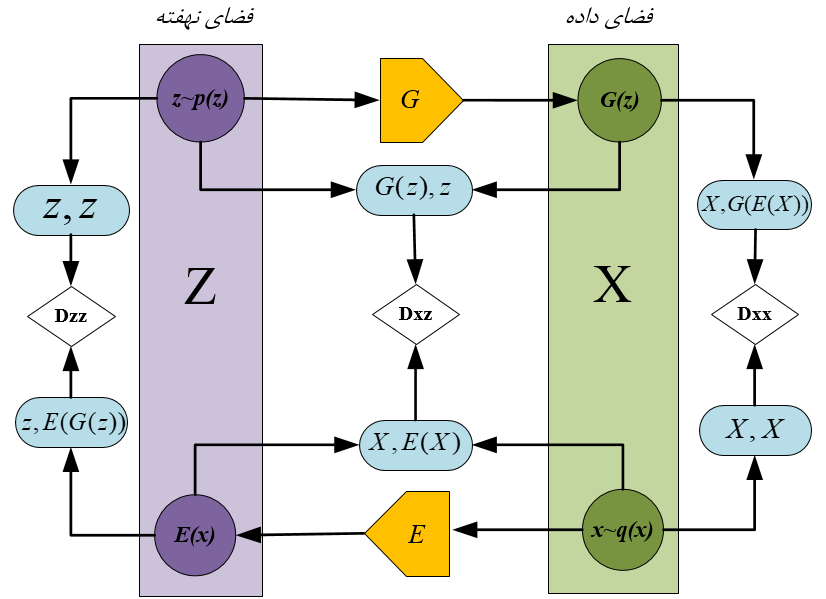 فضای نهفته
فضای داده
z~p(z)
G
G(z)
z, z
G(z), z
X,G(E(X))
Z
X
Dzz
Dxz
Dxx
z,E(G(z))
X,E(X)
X, X
E(x)
E
x~q(x)